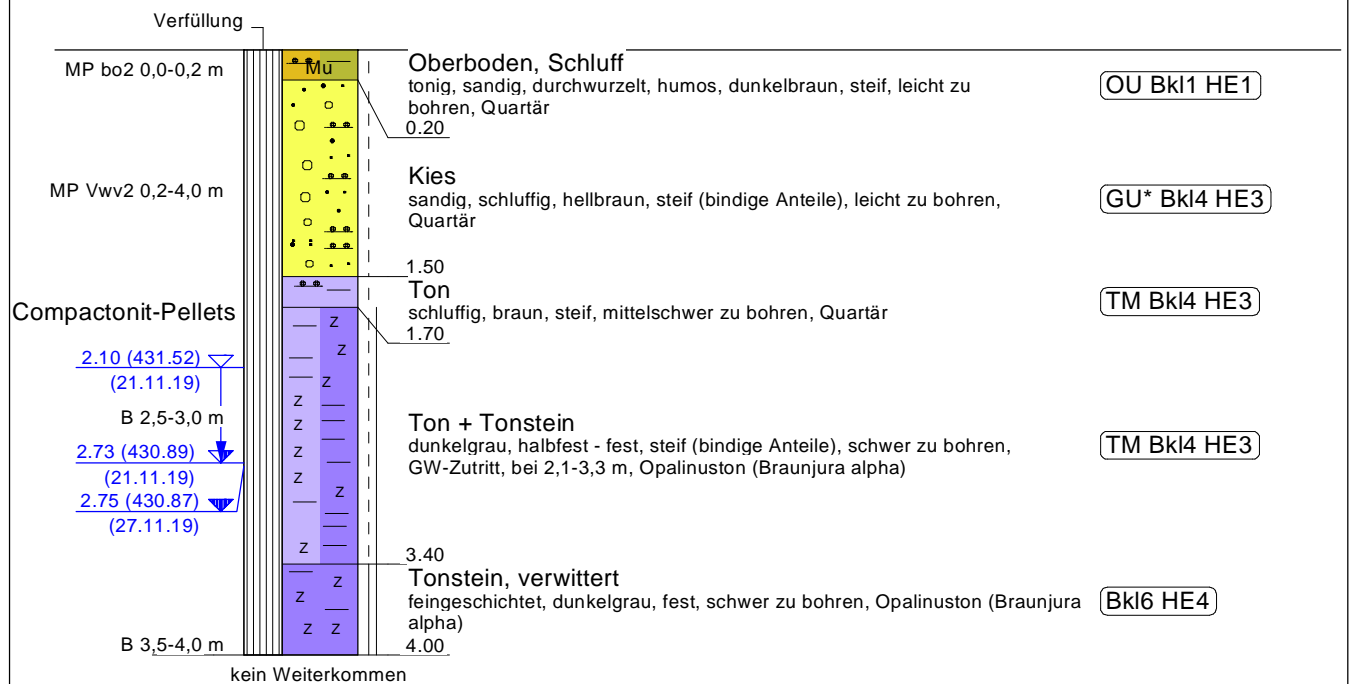 Verfüllung
MP bo2 0,0-0,2 m
Mu
Oberboden, Schluff
tonig, sandig, durchwurzelt, humos, dunkelbraun, steif, leicht zu
bohren, Quartär
0.20
OU Bkl1 HE1
MP Vwv2 0,2-4,0 m
Kies
sandig, schluffig, hellbraun, steif (bindige Anteile), leicht zu bohren,
Quartär
1.50
GU* Bkl4 HE3
Compactonit-Pellets
Ton
schluffig, braun, steif, mittelschwer zu bohren, Quartär
1.70
TM Bkl4 HE3
2.10 (431.52)
(21.11.19)
B 2,5-3,0 m
2.73 (430.89)
(21.11.19)
2.75 (430.87)
(27.11.19)
Z
Z
Z
Z
Z
Z
Z
Z
Z
Ton + Tonstein
dunkelgrau, halbfest - fest, steif (bindige Anteile), schwer zu bohren,
GW-Zutritt, bei 2,1-3,3 m, Opalinuston (Braunjura alpha)
3.40
TM Bkl4 HE3
Z
Z
Z Z
Tonstein, verwittert
feingeschichtet, dunkelgrau, fest, schwer zu bohren, Opalinuston (Braunjura
alpha)
4.00
Bkl6 HE4
B 3,5-4,0 m
kein Weiterkommen